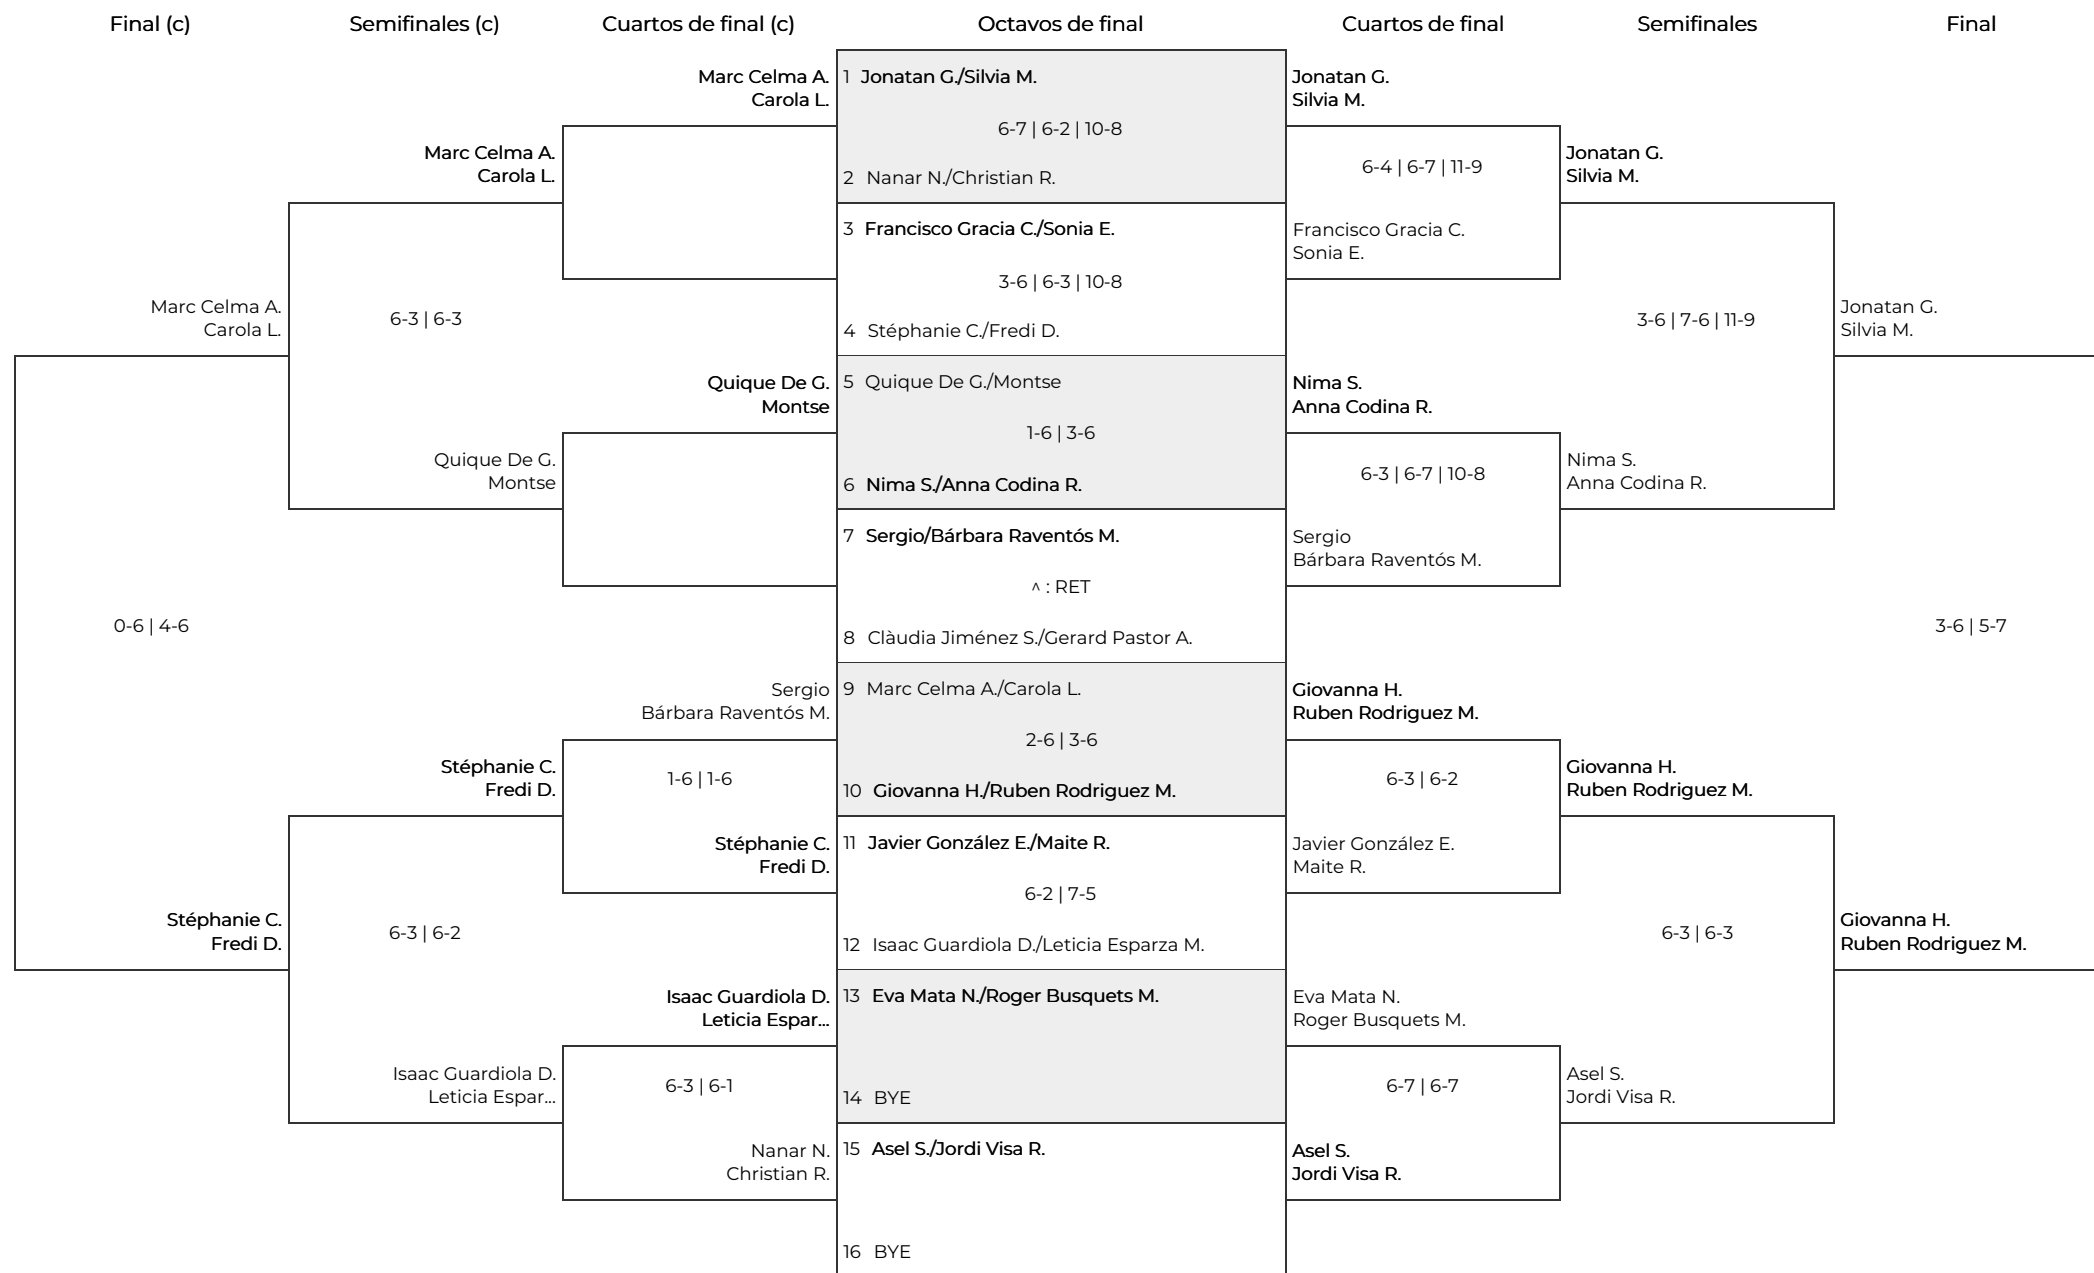 Final (c)
Semifinales (c)
Cuartos de final (c)
Octavos de final
Cuartos de final
Semifinales
Final
Marc Celma A.
Carola L.
Stéphanie C.
Fredi D.
0-6 | 4-6
Marc Celma A.
Carola L.
6-3 | 6-3
Quique De G.
Montse
Stéphanie C.
Fredi D.
6-3 | 6-2
Isaac Guardiola D.
Leticia Espar...
Marc Celma A.
Carola L.
Quique De G.
Montse
Sergio
Bárbara Raventós M.
1-6 | 1-6
Stéphanie C.
Fredi D.
Isaac Guardiola D.
Leticia Espar...
6-3 | 6-1
Nanar N.
Christian R.
1 Jonatan G./Silvia M.
6-7 | 6-2 | 10-8
2 Nanar N./Christian R.
3 Francisco Gracia C./Sonia E.
3-6 | 6-3 | 10-8
4 Stéphanie C./Fredi D.
5 Quique De G./Montse
1-6 | 3-6
6 Nima S./Anna Codina R.
7 Sergio/Bárbara Raventós M.
^ : RET
8 Clàudia Jiménez S./Gerard Pastor A.
9 Marc Celma A./Carola L.
2-6 | 3-6
10 Giovanna H./Ruben Rodriguez M.
11 Javier González E./Maite R.
6-2 | 7-5
12 Isaac Guardiola D./Leticia Esparza M.
13 Eva Mata N./Roger Busquets M.
14 BYE
15 Asel S./Jordi Visa R.
16 BYE
Jonatan G.
Silvia M.
6-4 | 6-7 | 11-9
Francisco Gracia C.
Sonia E.
Nima S.
Anna Codina R.
6-3 | 6-7 | 10-8
Sergio
Bárbara Raventós M.
Giovanna H.
Ruben Rodriguez M.
6-3 | 6-2
Javier González E.
Maite R.
Eva Mata N.
Roger Busquets M.
6-7 | 6-7
Asel S.
Jordi Visa R.
Jonatan G.
Silvia M.
3-6 | 7-6 | 11-9
Nima S.
Anna Codina R.
Giovanna H.
Ruben Rodriguez M.
6-3 | 6-3
Asel S.
Jordi Visa R.
Jonatan G.
Silvia M.
3-6 | 5-7
Giovanna H.
Ruben Rodriguez M.